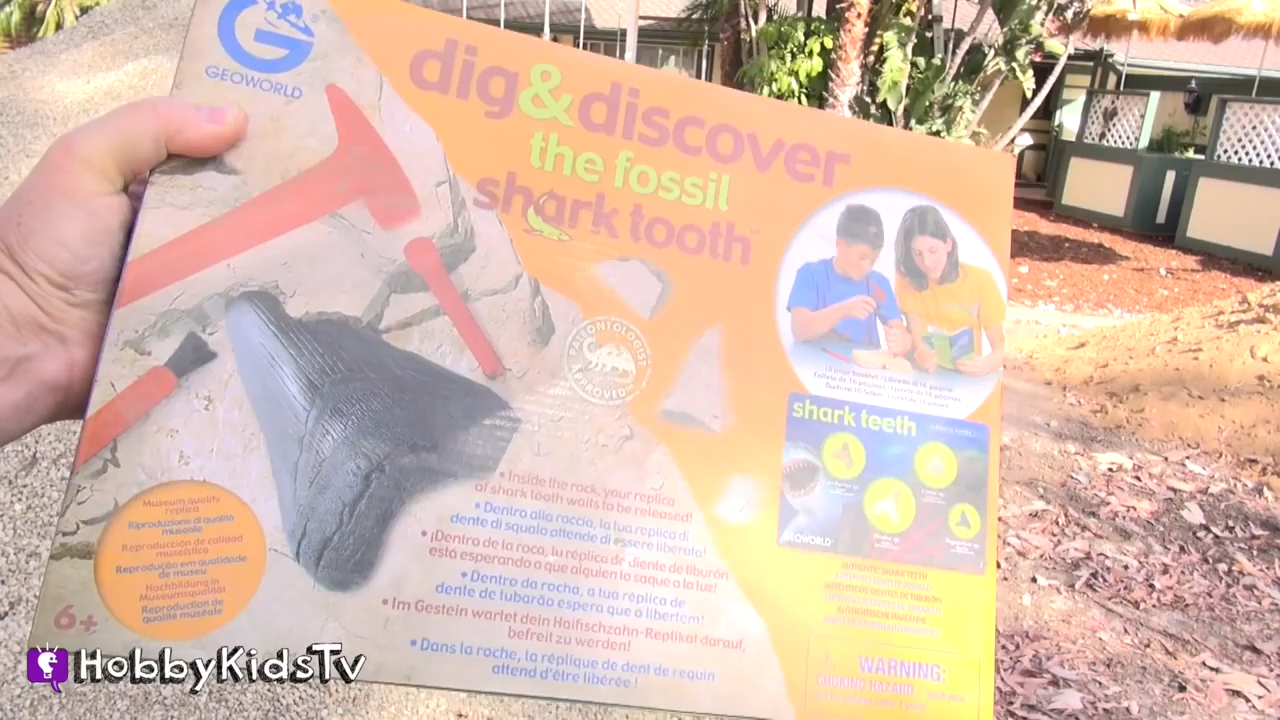 GEOWORLD
dig&discover
the fossil
shark tooth™
PALEONTOLOGIST
APPROVED
shark teeth
GEOWORLD
• Inside the rock, your replica
of shark tooth waits to be released!
• Dentro alla roccia, la tua replica di
dente di squalo attende di essere liberata!
• ¡Dentro de la roca, tu réplica de diente de tiburón
está esperando a que alguien lo saque a la luz!
• Dentro da rocha, a tua réplica de
dente de tubarão espera que a libertem!
• Im Gestein wartet dein Haifischzahn-Replikat darauf,
befreit zu werden!
• Dans la roche, la réplique de dent de requin
attend d'être libérée !
Museum quality
replica
Riproduzione di qualità
museale
Reproducción de calidad
museística
Reprodução em qualidade
de museu
Nachbildung in
Museumsqualität
Reproduction de
qualité muséale
6+
AUTHENTIC SHARK TEETH
WARNING:
CHOKING HAZARD
HobbyKidsTv